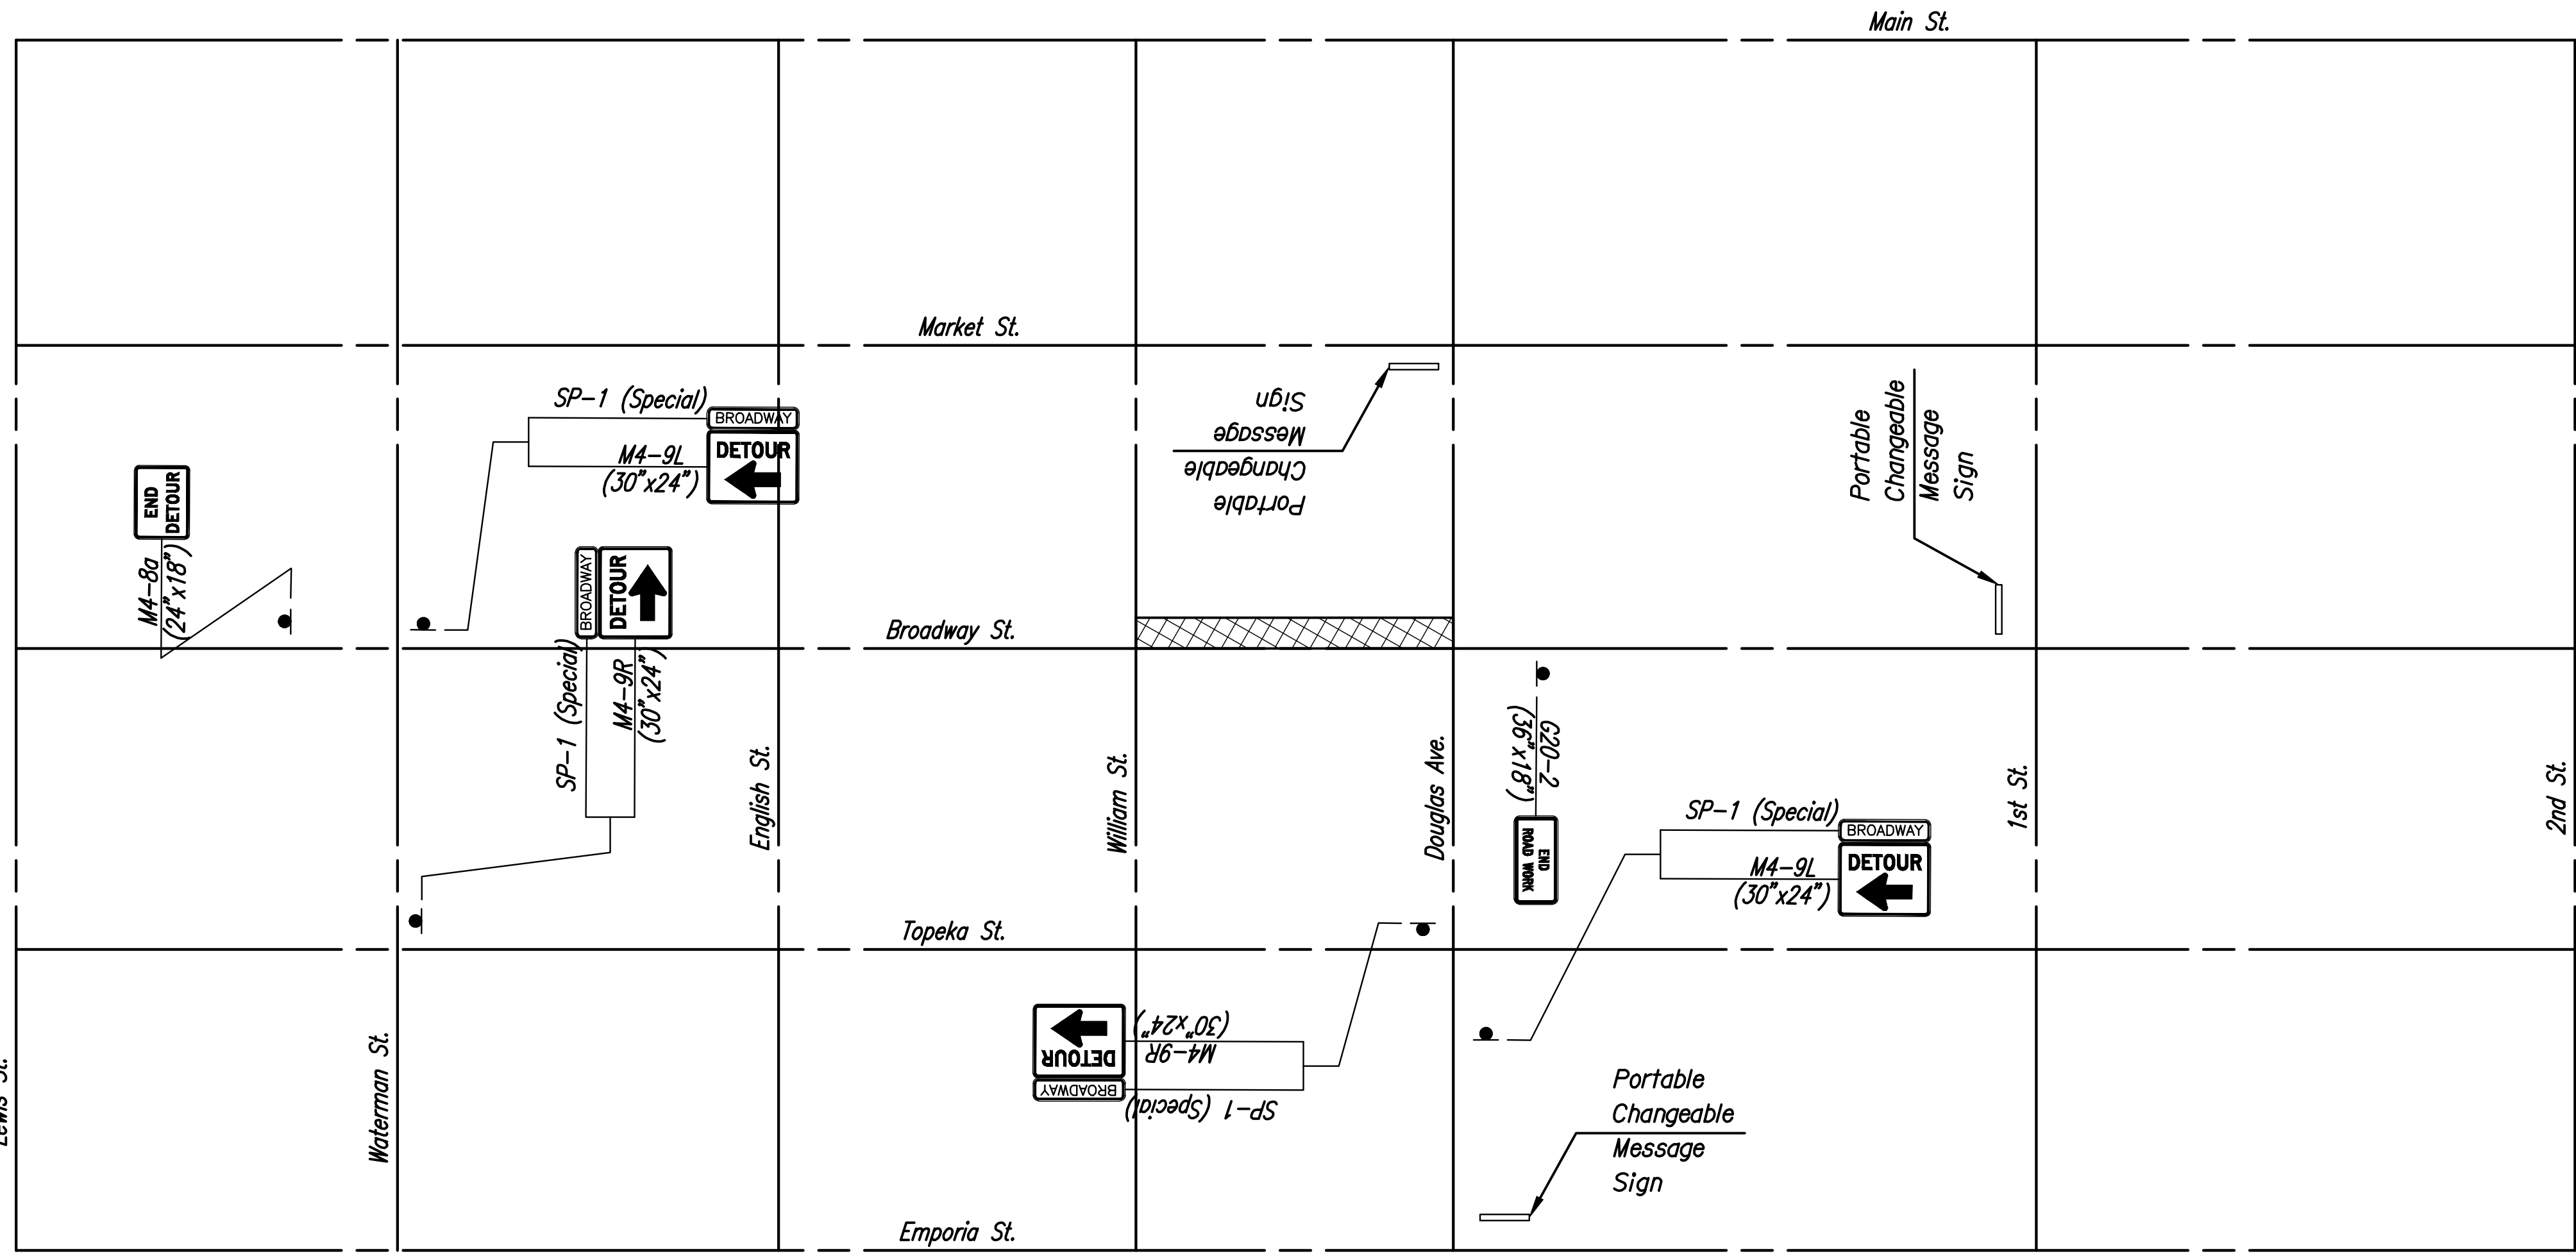 Main St.
Market St.
SP-1 (Special)
BROADWAY
M4-9L
(30"x24")
DETOUR
END
DETOUR
M4-8a
(24"x18")
BROADWAY
DETOUR
SP-1 (Special)
M4-9R
(30"x24")
Portable
Changeable
Message
Sign
Portable
Changeable
Message
Sign
Broadway St.
English St.
William St.
Douglas Ave.
G20-2
(36"x18")
END
ROAD WORK
SP-1 (Special)
BROADWAY
M4-9L
(30"x24")
DETOUR
1st St.
2nd St.
Topeka St.
SP-1 (Special)
BROADWAY
M4-9R
(30"x24")
DETOUR
Portable
Changeable
Message
Sign
Lewis St.
Waterman St.
Emporia St.